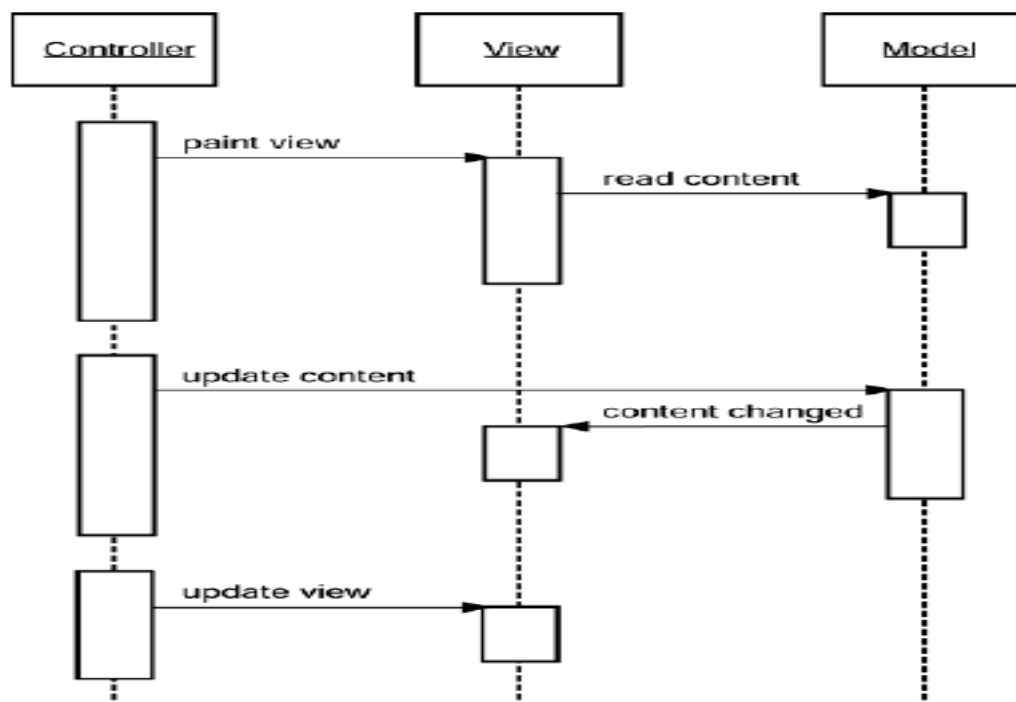 Controller
View
Model
paint view
read content
update content
content changed
update view